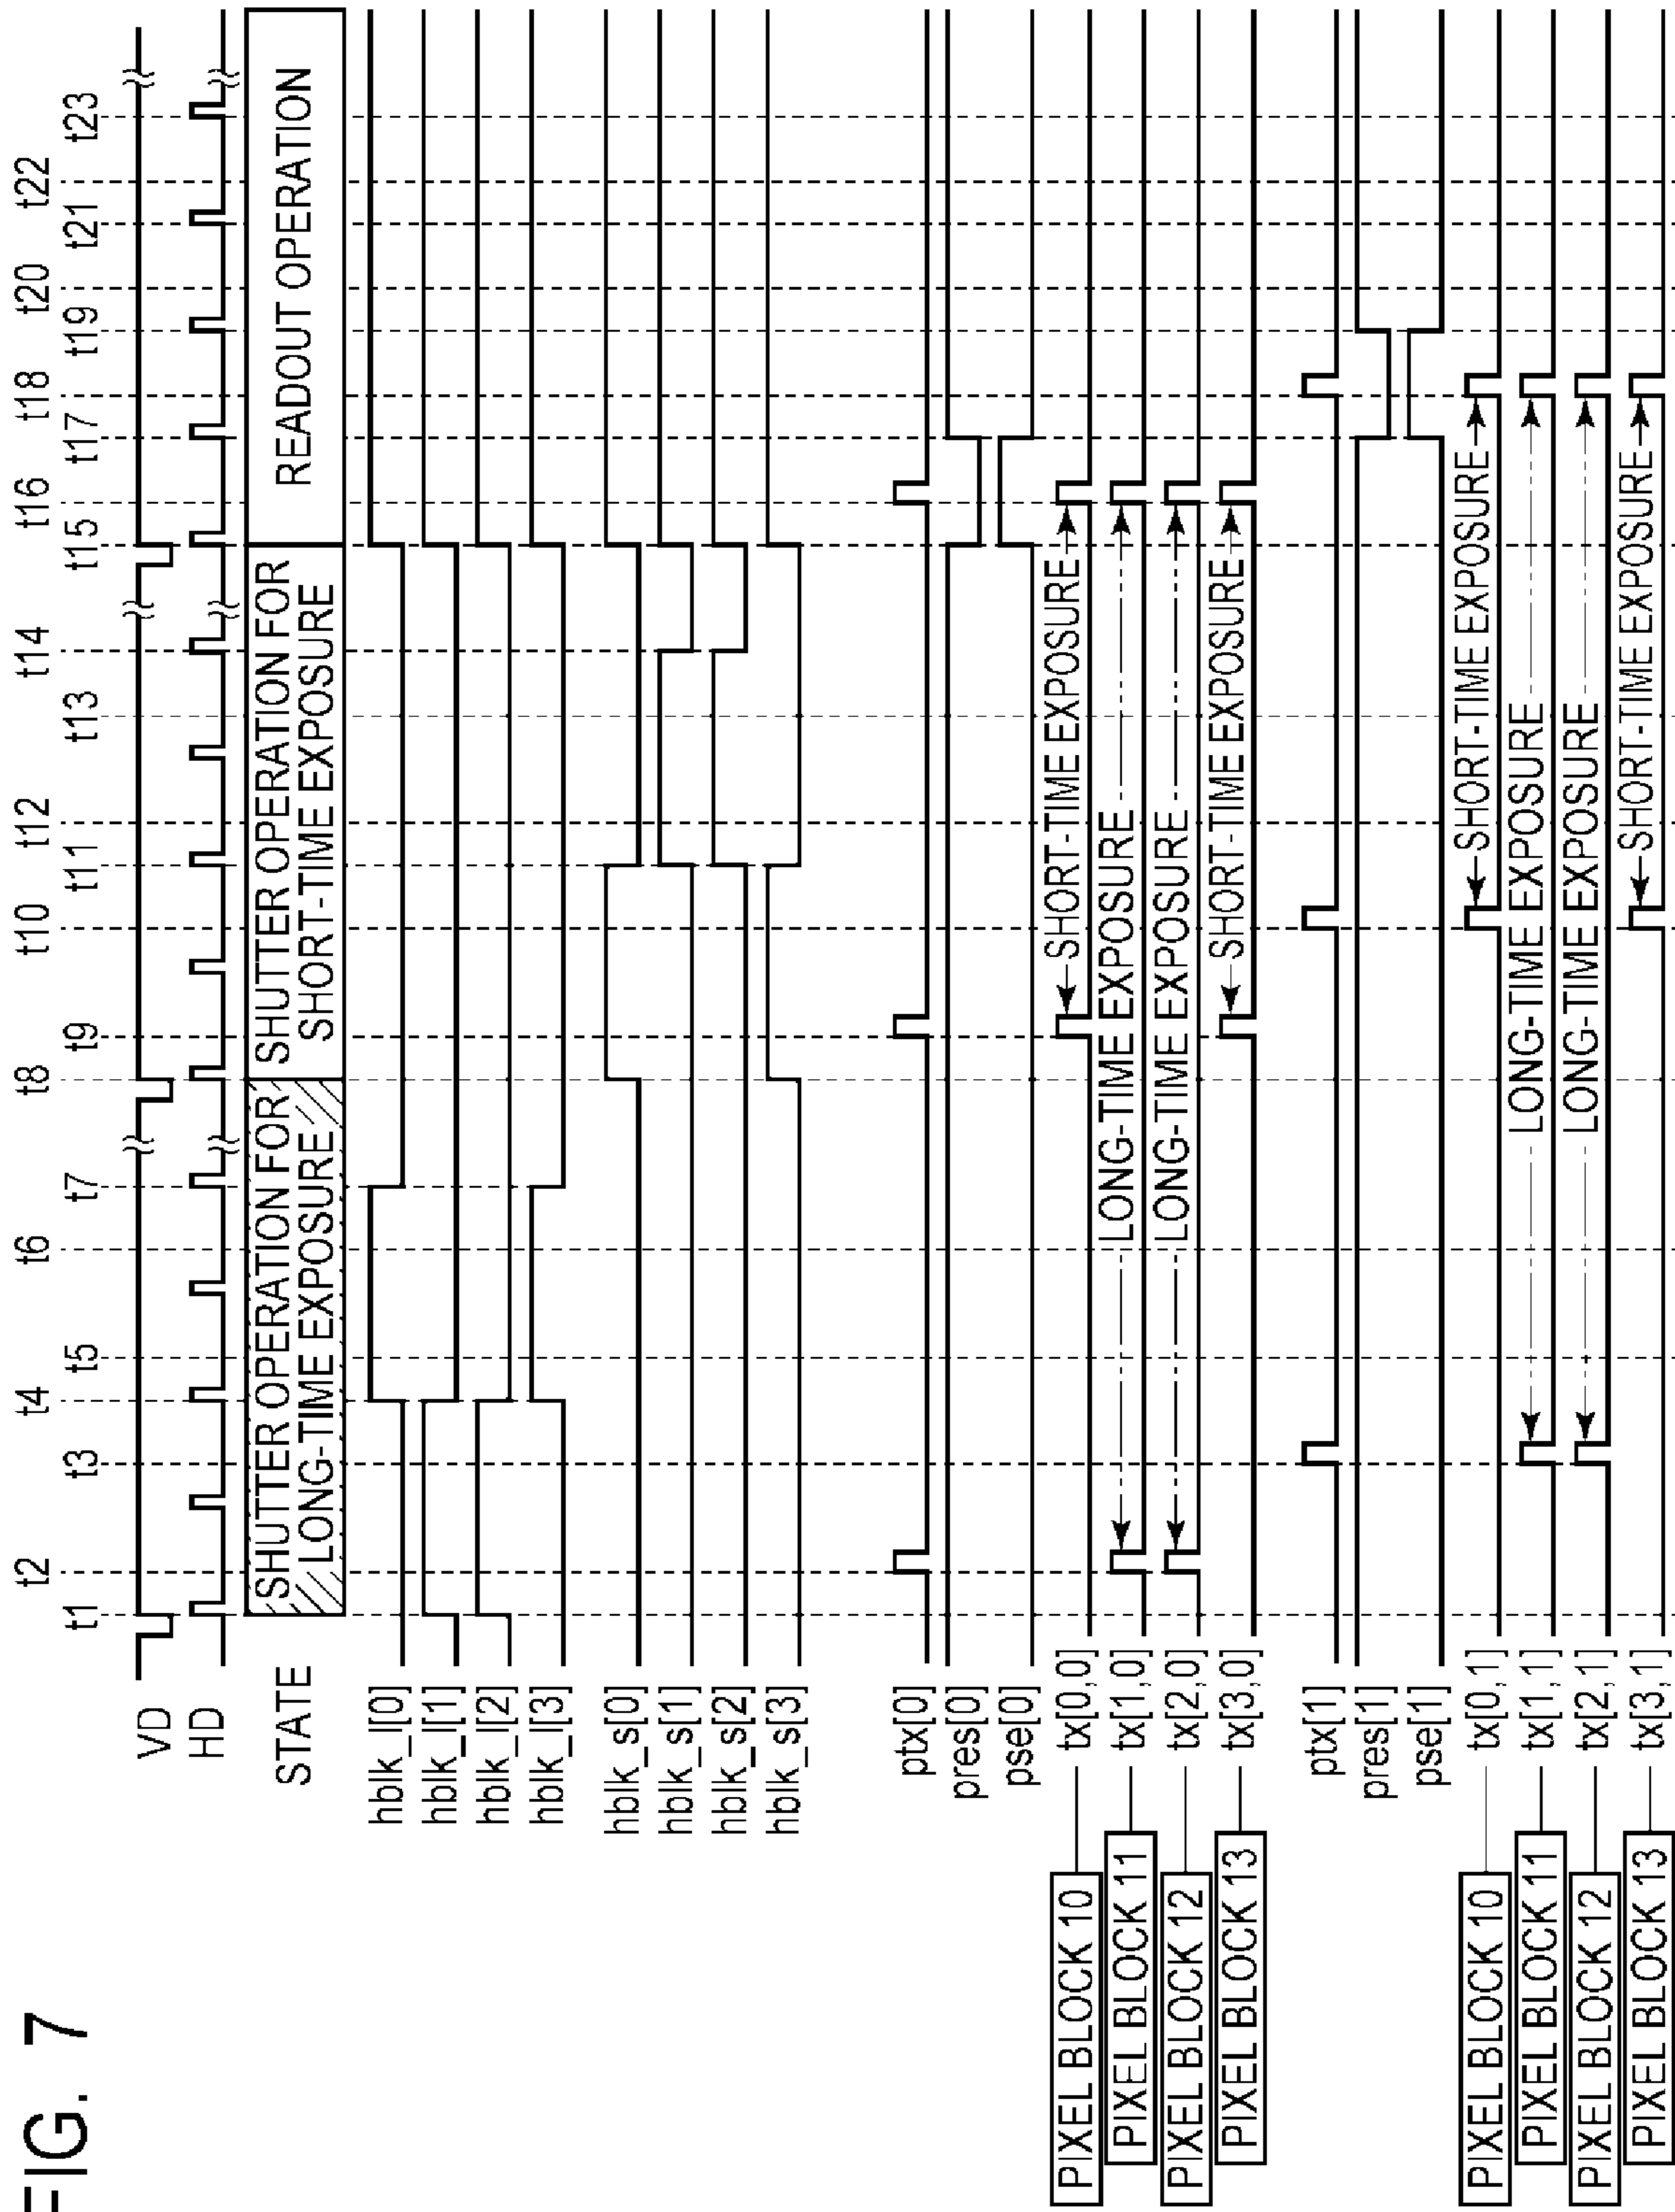 FIG. 7
t1 t2 t3 t4 t5 t6 t7 t8 t9 t10 t11 t12 t13 t14 t15 t16 t17 t18 t19 t20 t21 t22 t23
VD
HD
STATE
SHUTTER OPERATION FOR
LONG-TIME EXPOSURE
SHUTTER OPERATION FOR
SHORT-TIME EXPOSURE
READOUT OPERATION
hblk_l[0]
hblk_l[1]
hblk_l[2]
hblk_l[3]
hblk_s[0]
hblk_s[1]
hblk_s[2]
hblk_s[3]
ptx[0]
pres[0]
pse[0]
PIXEL BLOCK 10 tx[0,0] SHORT-TIME EXPOSURE
PIXEL BLOCK 11 tx[1,0] LONG-TIME EXPOSURE
PIXEL BLOCK 12 tx[2,0] LONG-TIME EXPOSURE
PIXEL BLOCK 13 tx[3,0] SHORT-TIME EXPOSURE
ptx[1]
pres[1]
pse[1]
PIXEL BLOCK 10 tx[0,1] SHORT-TIME EXPOSURE
PIXEL BLOCK 11 tx[1,1] LONG-TIME EXPOSURE
PIXEL BLOCK 12 tx[2,1] LONG-TIME EXPOSURE
PIXEL BLOCK 13 tx[3,1] SHORT-TIME EXPOSURE